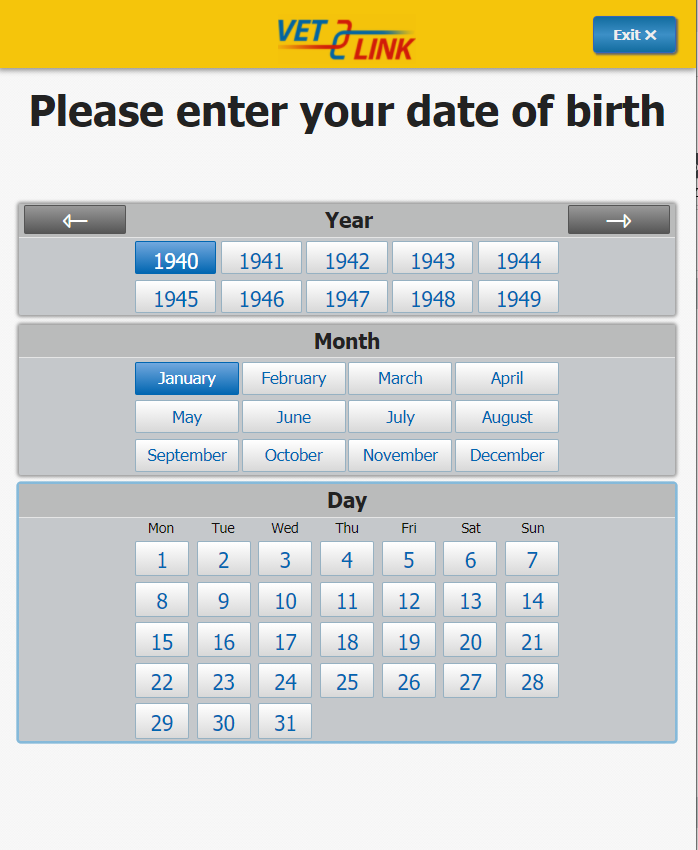 VET LINK
Exit ✕
Please enter your date of birth
Year
1940 1941 1942 1943 1944
1945 1946 1947 1948 1949
Month
January February March April
May June July August
September October November December
Day
Mon Tue Wed Thu Fri Sat Sun
1 2 3 4 5 6 7
8 9 10 11 12 13 14
15 16 17 18 19 20 21
22 23 24 25 26 27 28
29 30 31